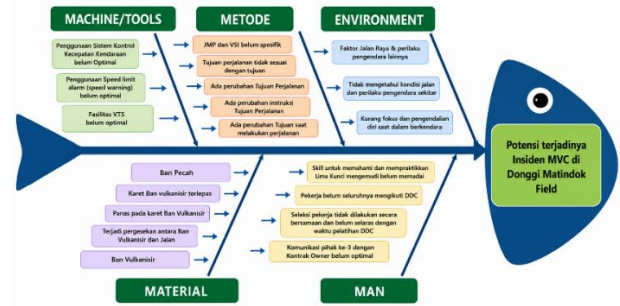 MACHINE/TOOLS
METODE
ENVIRONMENT
Penggunaan Sistem Kontrol
Kecepatan Kendaraan
belum Optimal
Penggunaan Speed limit
alarm (speed warning)
belum optimal
Fasilitas VTS
belum optimal
JMP dan VSI belum spesifik
Tujuan perjalanan tidak sesuai
dengan tujuan
Ada perubahan Tujuan Perjalanan
Ada perubahan instruksi
Tujuan Perjalanan
Ada perubahan Tujuan saat
melakukan perjalanan
Faktor Jalan Raya & perilaku
pengendara lainya
Tidak mengetahui kondisi jalan
dan perilaku pengendara sekitar
Kurang fokus dan pengendalian
diri saat dalam berkendara
Potensi terjadinya
Insiden MVC di
Donggi Matindok
Field
Ban Pecah
Karet Ban vulkanisir terlepas
Panas pada karet Ban Vulkanisir
Terjadi pergesekan antara Ban
Vulkanisir dan Jalan
Ban Vulkanisir
Skill untuk memahami dan mempraktikkan
Lima Kunci mengemudi belum memadai
Pekerja belum seluruhnya mengikuti DDC
Seleksi pekerja tidak dilakukan secara
bersamaan dan belum selaras dengan
waktu pelatihan DDC
Komunikasi pihak ke-3 dengan
Kontrak Owner belum optimal
MATERIAL
MAN